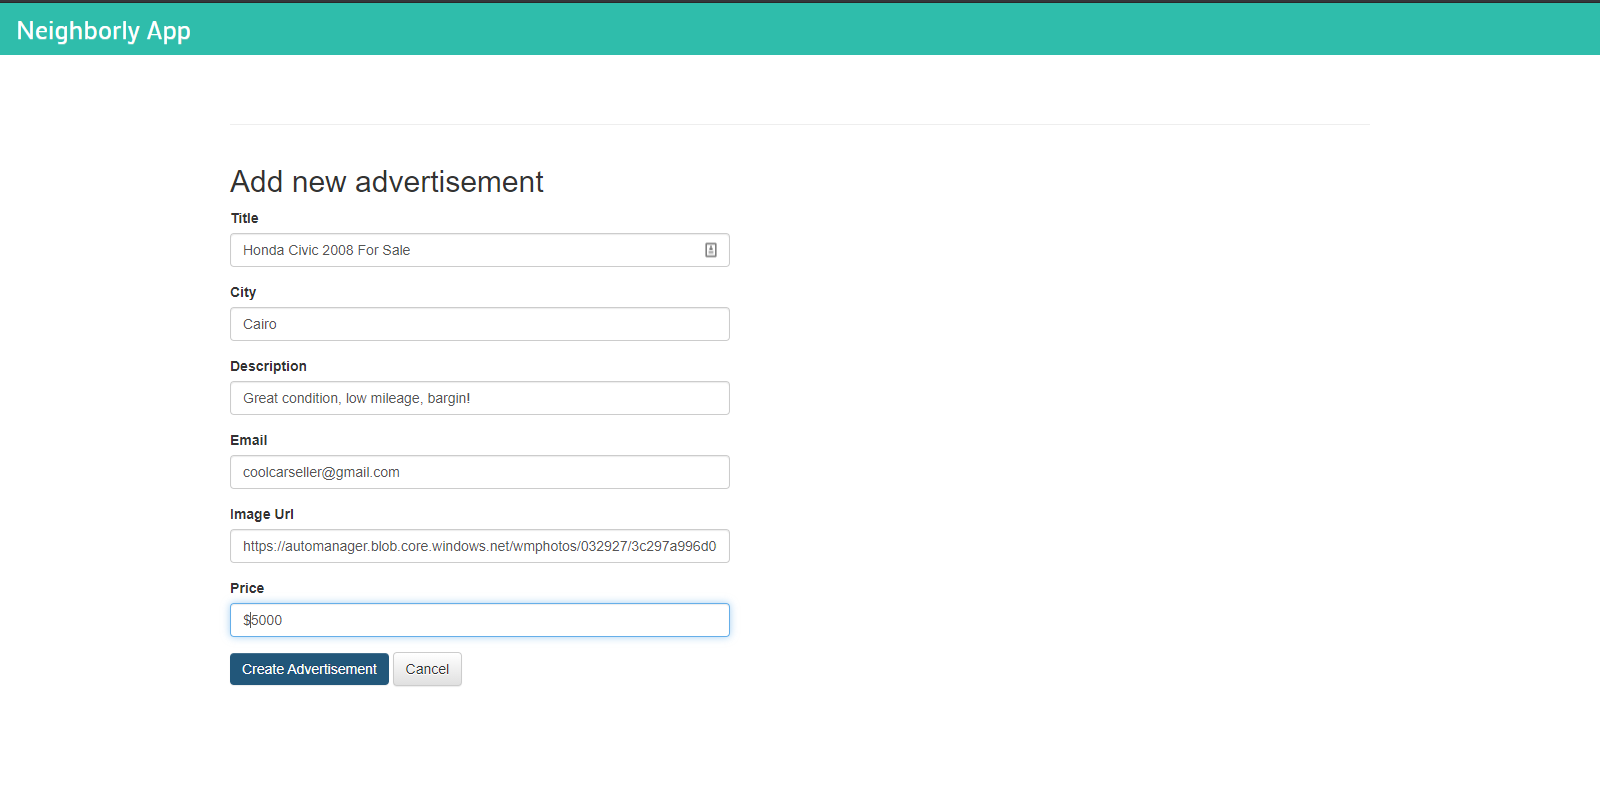 Neighborly App
Add new advertisement
Title
Honda Civic 2008 For Sale
City
Cairo
Description
Great condition, low mileage, bargin!
Email
coolcarseller@gmail.com
Image Url
https://automanager.blob.core.windows.net/wmphotos/032927/3c297a996d0
Price
$5000
Create Advertisement Cancel